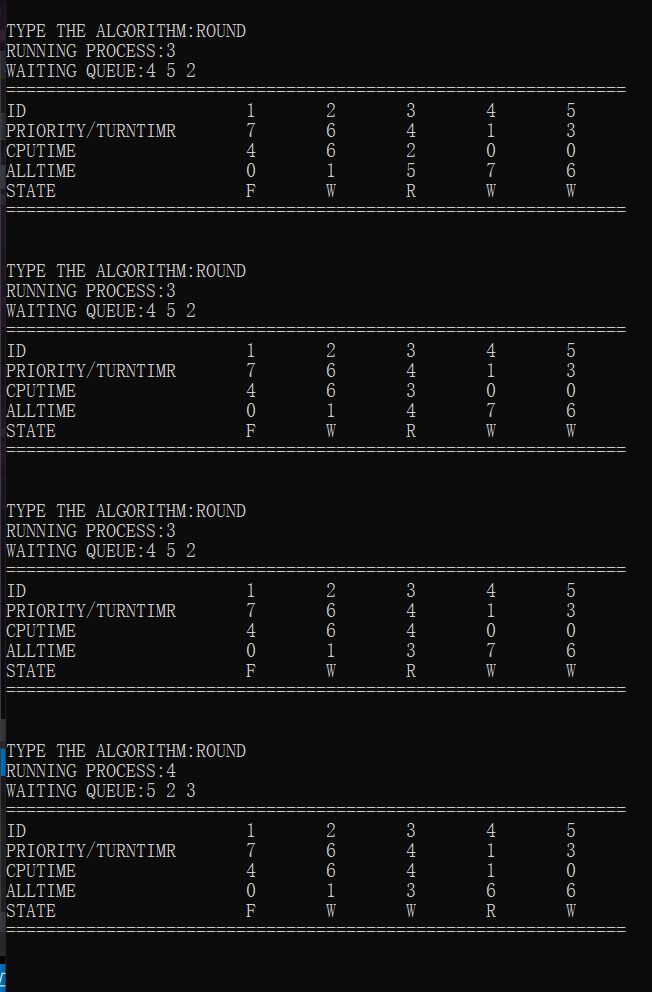 TYPE THE ALGORITHM:ROUND
RUNNING PROCESS:3
WAITING QUEUE:4 5 2
==============================================================
ID 1 2 3 4 5
PRIORITY/TURNTIMR 7 6 4 1 3
CPUTIME 4 6 2 0 0
ALLTIME 0 1 5 7 6
STATE F W R W W
==============================================================
TYPE THE ALGORITHM:ROUND
RUNNING PROCESS:3
WAITING QUEUE:4 5 2
==============================================================
ID 1 2 3 4 5
PRIORITY/TURNTIMR 7 6 4 1 3
CPUTIME 4 6 3 0 0
ALLTIME 0 1 4 7 6
STATE F W R W W
==============================================================
TYPE THE ALGORITHM:ROUND
RUNNING PROCESS:3
WAITING QUEUE:4 5 2
==============================================================
ID 1 2 3 4 5
PRIORITY/TURNTIMR 7 6 4 1 3
CPUTIME 4 6 4 0 0
ALLTIME 0 1 3 7 6
STATE F W R W W
==============================================================
TYPE THE ALGORITHM:ROUND
RUNNING PROCESS:4
WAITING QUEUE:5 2 3
==============================================================
ID 1 2 3 4 5
PRIORITY/TURNTIMR 7 6 4 1 3
CPUTIME 4 6 4 1 0
ALLTIME 0 1 3 6 6
STATE F W W R W
==============================================================